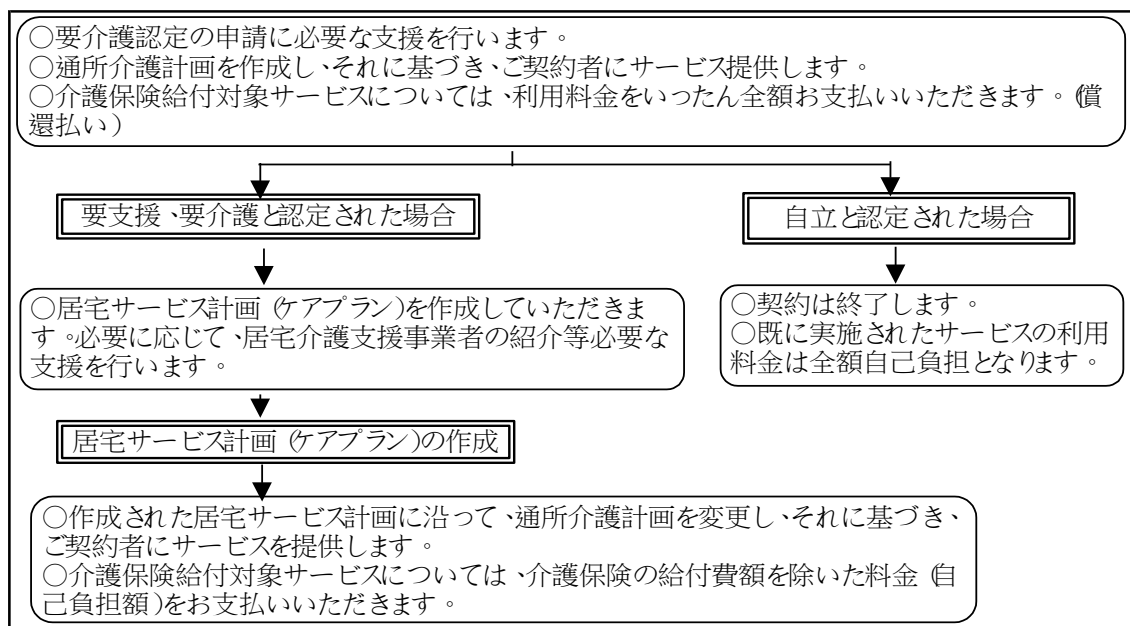 ○要介護認定の申請に必要な支援を行います。
○通所介護計画を作成し、それに基づき、ご契約者にサービス提供します。
○介護保険給付対象サービスについては、利用料金をいったん全額お支払いいただきます。(償
還払い)
要支援、要介護と認定された場合
自立と認定された場合
○居宅サービス計画(ケアプラン)を作成していただきま
す。必要に応じて、居宅介護支援事業者の紹介等必要な
支援を行います。
○契約は終了します。
○既に実施されたサービスの利用
料金は全額自己負担となります。
居宅サービス計画(ケアプラン)の作成
○作成された居宅サービス計画に沿って、通所介護計画を変更し、それに基づき、
ご契約者にサービスを提供します。
○介護保険給付対象サービスについては、介護保険の給付費額を除いた料金(自
己負担額)をお支払いいただきます。